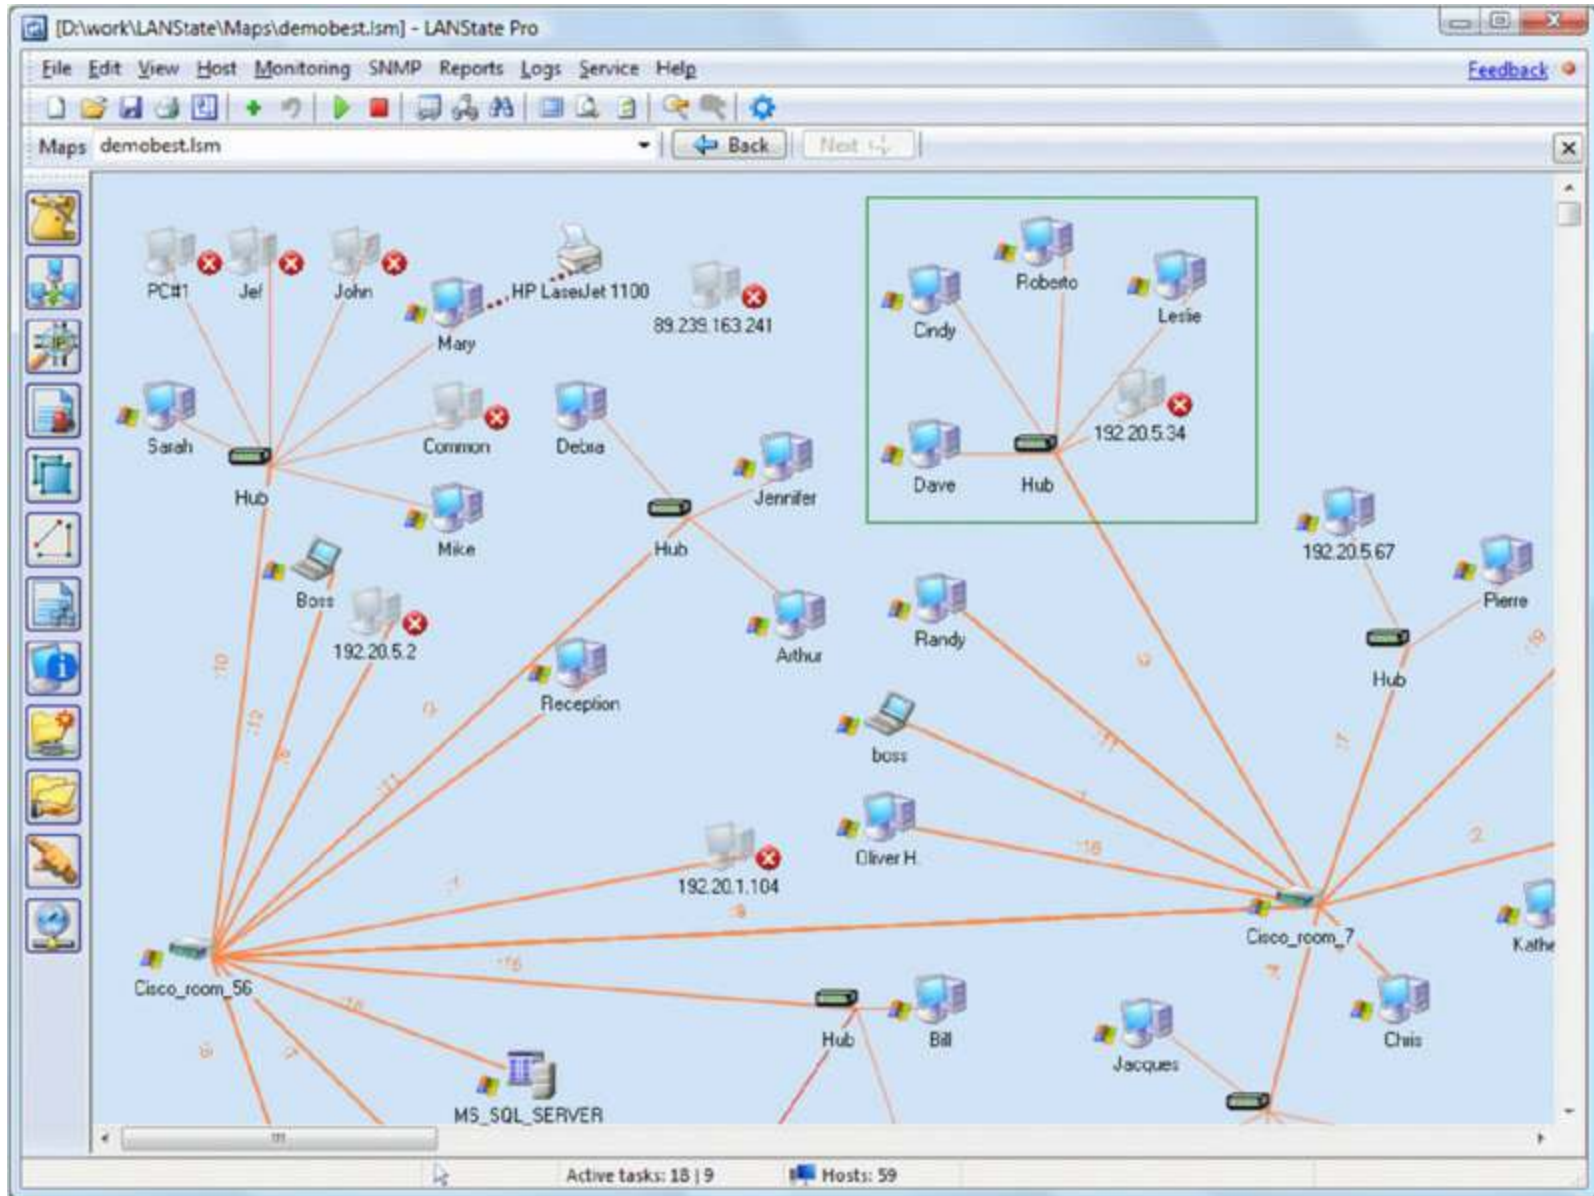 [D:\work\LANState\Maps\demobest.lsm] - LANState Pro
File Edit View Host Monitoring SNMP Reports Logs Service Help
Feedback
Maps demobest.lsm
Back
Next
PC#1
Jef
John
Mary
HP LaserJet 1100
89.239.163.241
Roberto
Cindy
Leslie
Sarah
Common
Debra
192.20.5.34
Dave
Hub
Hub
Mike
Jennifer
Hub
192.20.5.67
Boss
Pierre
192.20.5.2
Arthur
Randy
Hub
Reception
boss
Oliver H.
192.20.1.104
Cisco_room_7
Kathe
Cisco_room_56
Hub
Bill
Jacques
Chris
MS_SQL_SERVER
Active tasks: 18 | 9
Hosts: 59